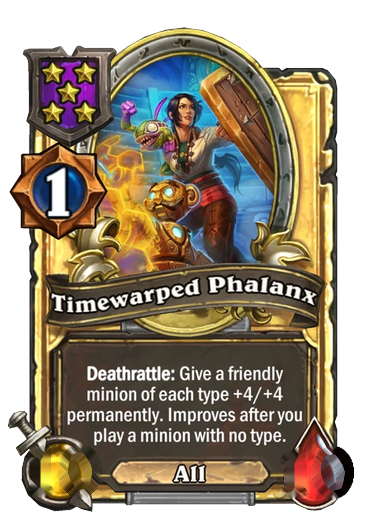 1
Timewarped Phalanx
Deathrattle: Give a friendly
minion of each type +4/+4
permanently. Improves after you
play a minion with no type.
All